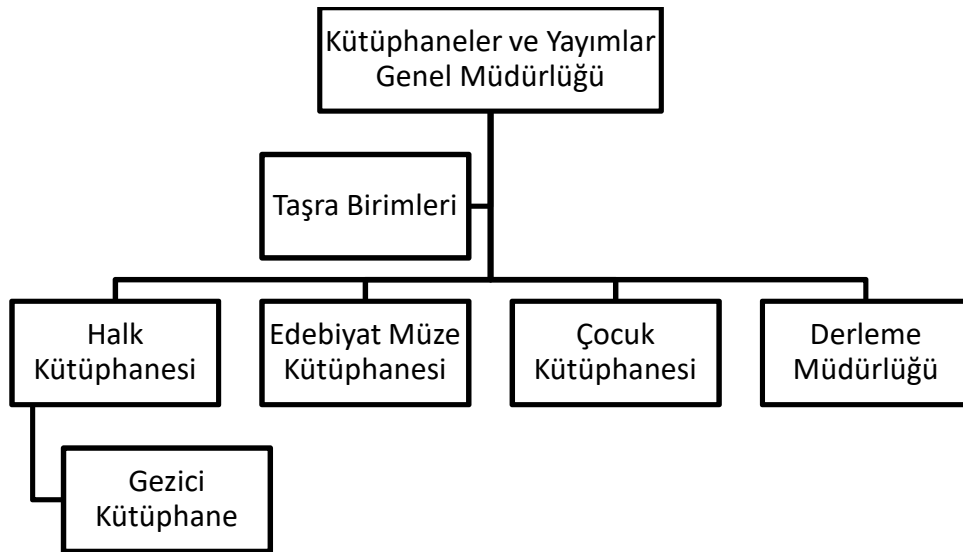 Kütüphaneler ve Yayımlar
Genel Müdürlüğü
Taşra Birimleri
Halk
Kütüphanesi
Edebiyat Müze
Kütüphanesi
Çocuk
Kütüphanesi
Derleme
Müdürlüğü
Gezici
Kütüphane